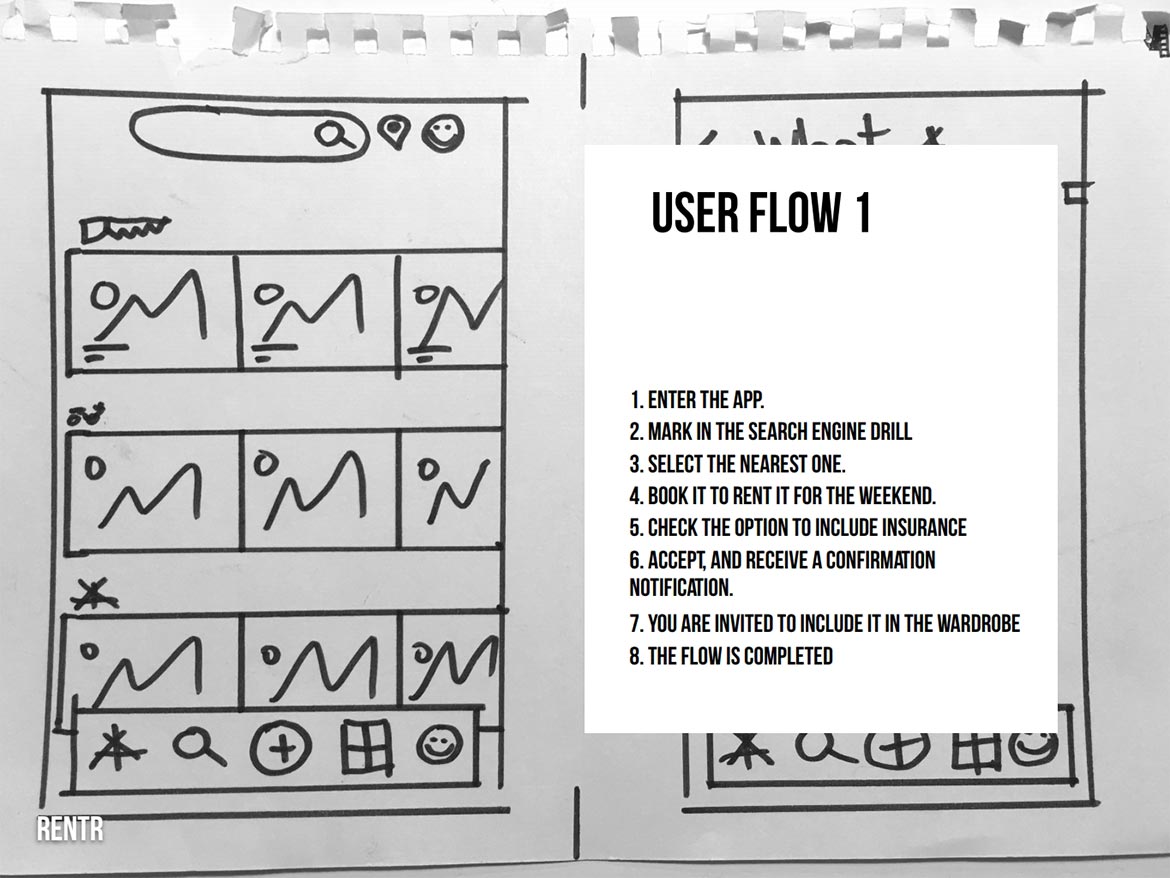 What
USER FLOW 1
1. ENTER THE APP.
2. MARK IN THE SEARCH ENGINE DRILL
3. SELECT THE NEAREST ONE.
4. BOOK IT TO RENT IT FOR THE WEEKEND.
5. CHECK THE OPTION TO INCLUDE INSURANCE
6. ACCEPT, AND RECEIVE A CONFIRMATION
NOTIFICATION.
7. YOU ARE INVITED TO INCLUDE IT IN THE WARDROBE
8. THE FLOW IS COMPLETED
RENTR